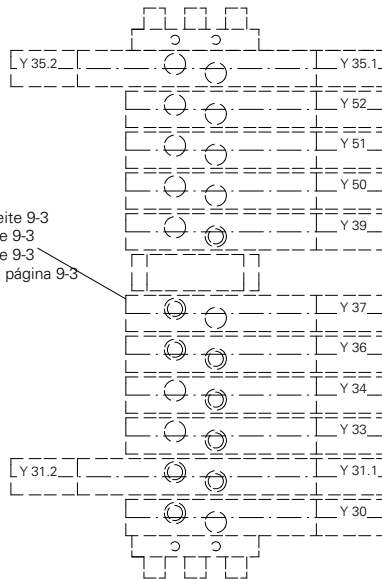 Y 35.2 Y 35.1
Y 52
Y 51
Y 50
eite 9-3
Y 39
e 9-3
e 9-3
página 9-3
Y 37
Y 36
Y 34
Y 33
Y 31.2 Y 31.1
Y 30